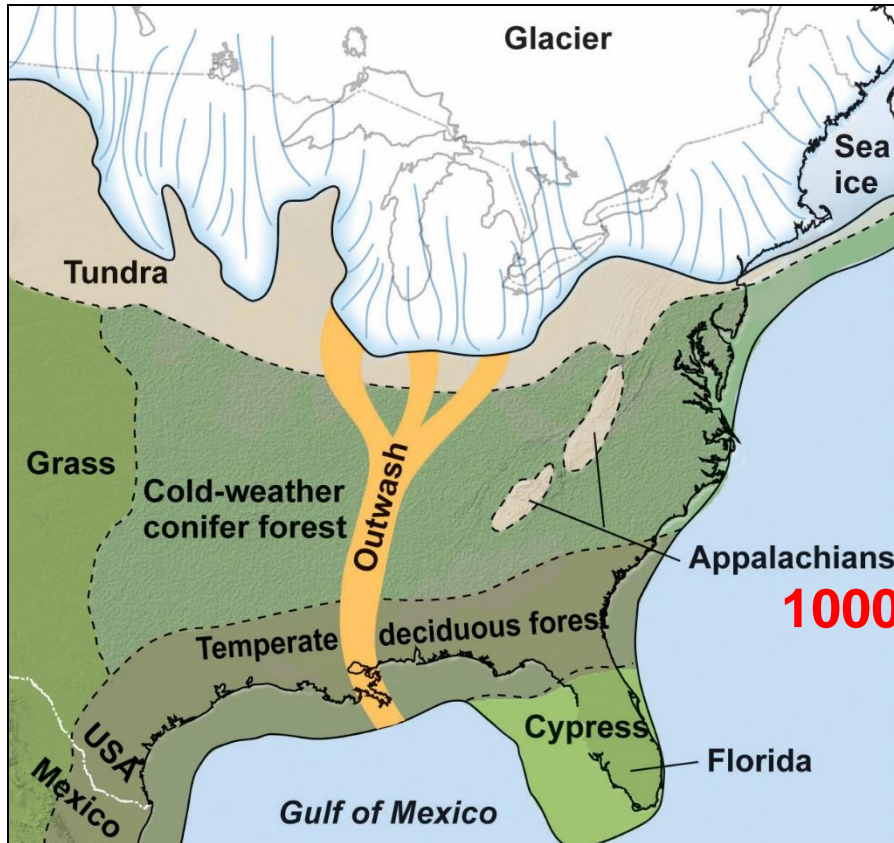 Glacier
Sea
ice
Tundra
Grass
Cold-weather
conifer forest
Outwash
Appalachians
1000
Temperate deciduous forest
Cypress
USA
Mexico
Florida
Gulf of Mexico